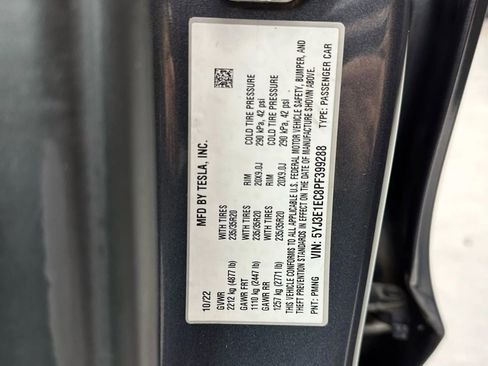 MFD BY TESLA, INC.
10/22
GVWR
2212 kg (4877 lb)
WITH TIRES
235/35R20
RIM
20X9.0J
COLD TIRE PRESSURE
290 kPa, 42 psi
GAWR FRT
1110 kg (2447 lb)
WITH TIRES
235/35R20
RIM
20X9.0J
COLD TIRE PRESSURE
290 kPa, 42 psi
GAWR RR
1257 kg (2771 lb)
THIS VEHICLE CONFORMS TO ALL APPLICABLE U.S. FEDERAL MOTOR VEHICLE SAFETY, BUMPER, AND
THEFT PREVENTION STANDARDS IN EFFECT ON THE DATE OF MANUFACTURE SHOWN ABOVE.
VIN: 5YJ3E1EC8PF399288
TYPE: PASSENGER CAR
PNT: PMNG